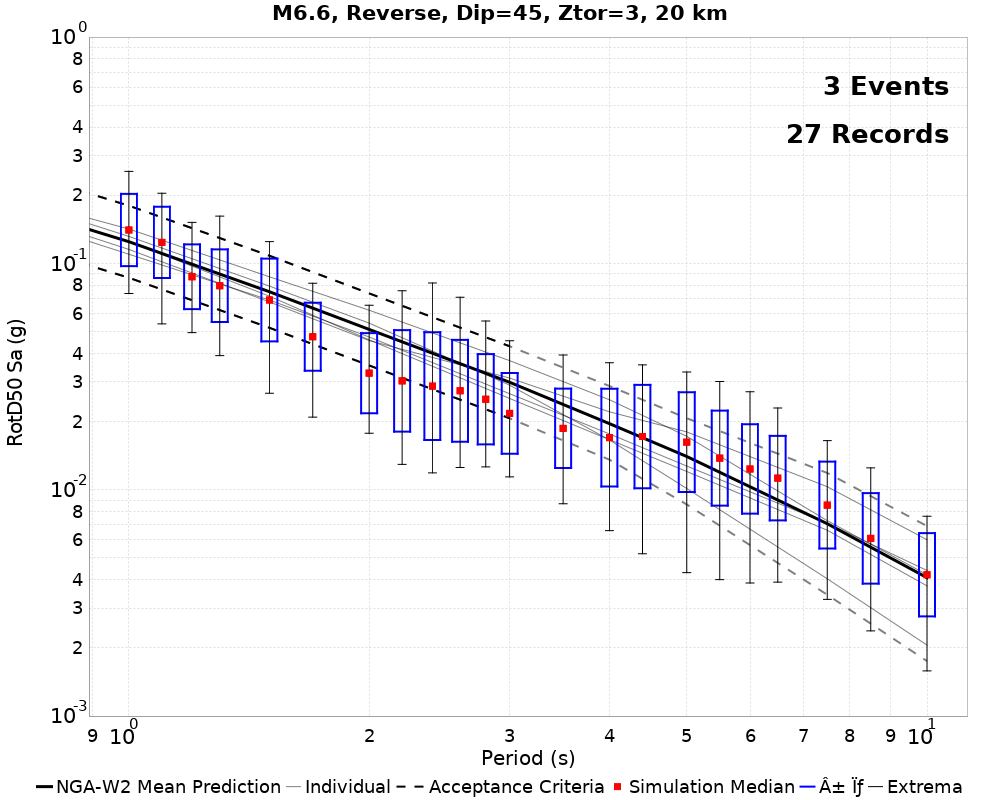 M6.6, Reverse, Dip=45, Ztor=3, 20 km
3 Events
27 Records
10^0
8
6
4
3
2
10^-1
8
6
4
3
2
10^-2
8
6
4
3
2
10^-3
RotD50 Sa (g)
9 10^0 2 3 4 5 6 7 8 9 10^1
Period (s)
NGA-W2 Mean Prediction Individual Acceptance Criteria Simulation Median Â± Ïƒ Extrema